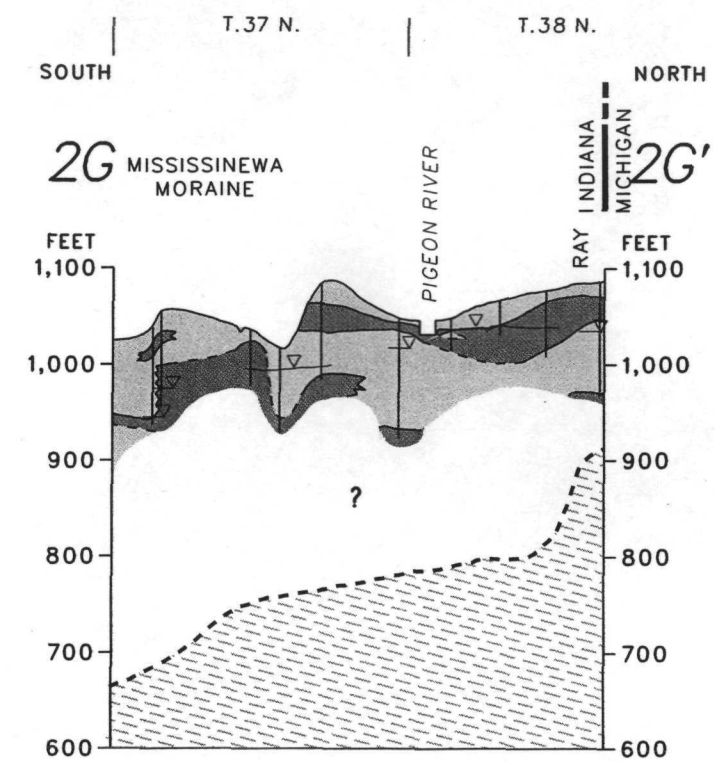 T.37 N. T.38 N.
SOUTH NORTH
2G MISSISSINEWA
MORAINE
PIGEON RIVER
RAY
INDIANA
MICHIGAN
2G'
FEET FEET
1,100 1,100
1,000 1,000
900 900
?
800 800
700 700
600 600